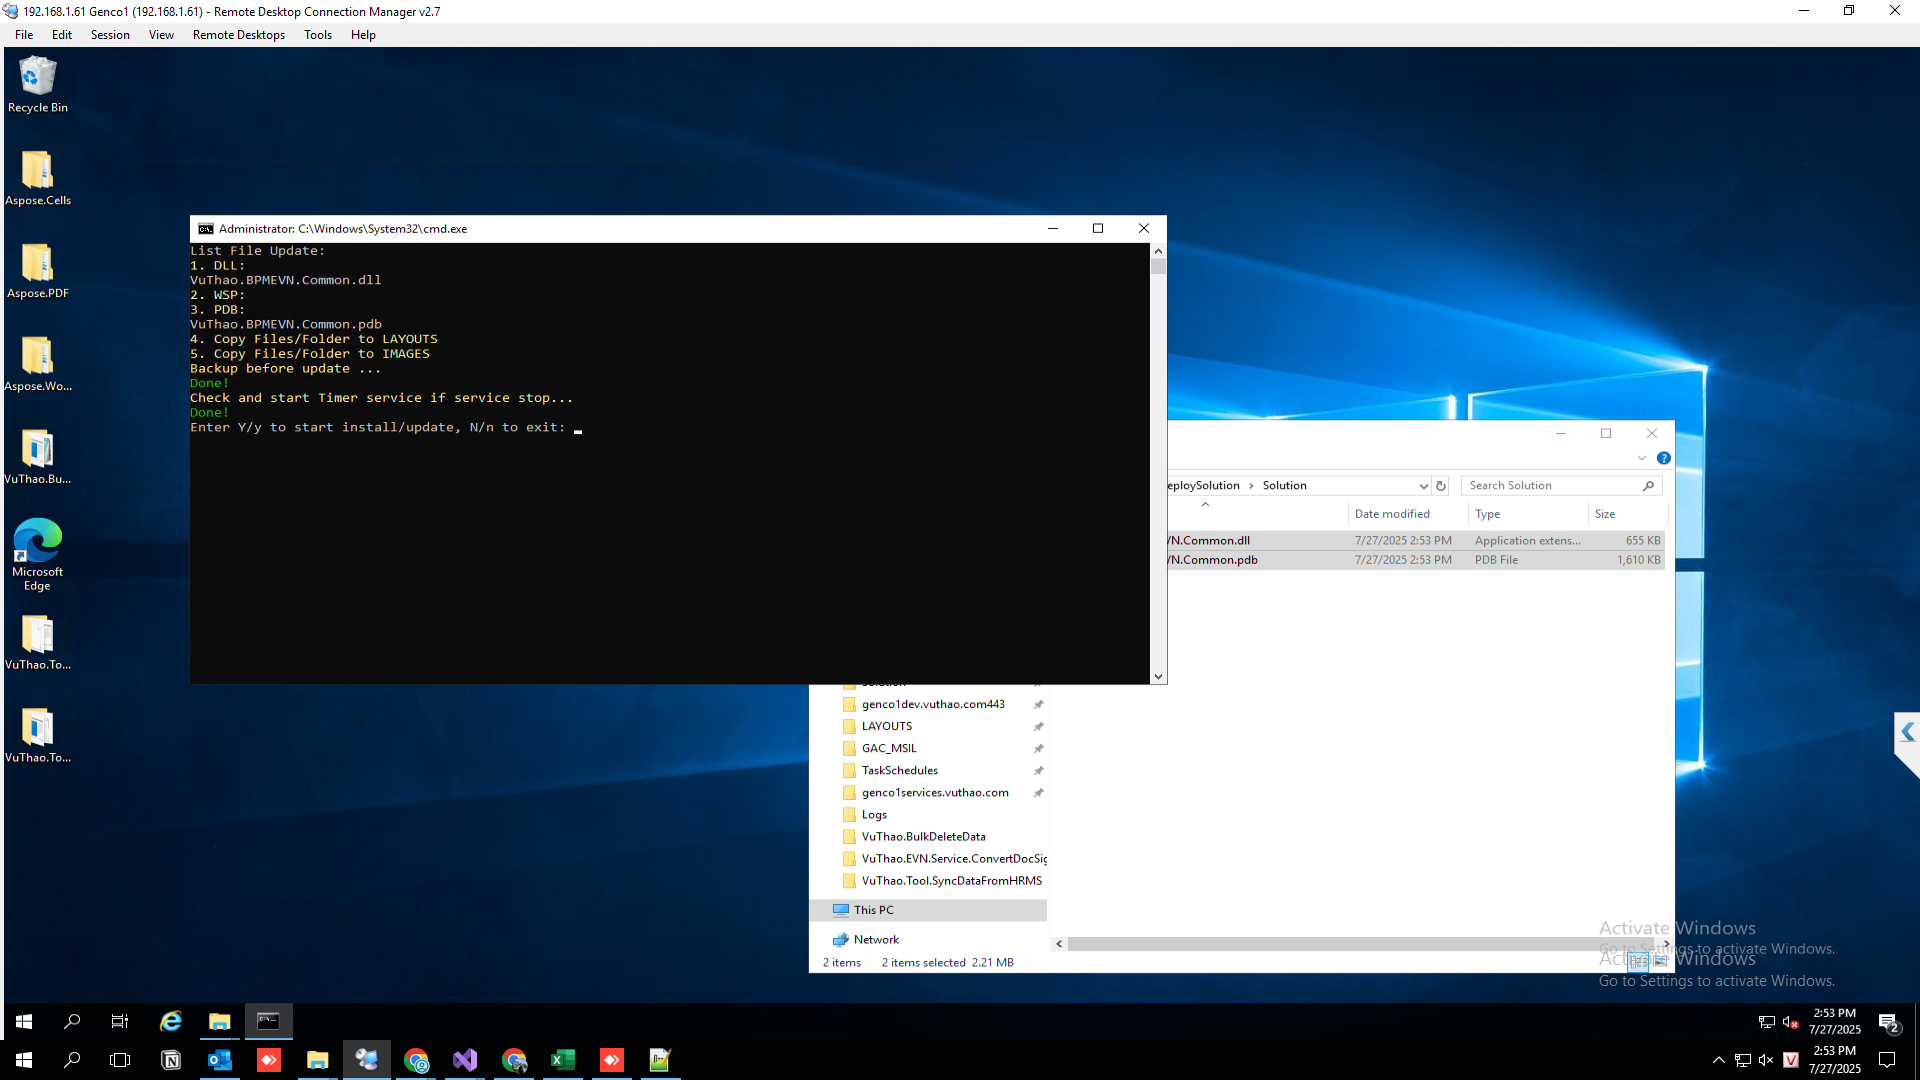 192.168.1.61 Genco1 (192.168.1.61) - Remote Desktop Connection Manager v2.7
File Edit Session View Remote Desktops Tools Help
Recycle Bin
Aspose.Cells
Aspose.PDF
Aspose.Wo...
VuThao.Bu...
Microsoft
Edge
VuThao.To...
VuThao.To...
Administrator: C:\Windows\System32\cmd.exe
List File Update:
1. DLL:
VuThao.BPMEVN.Common.dll
2. WSP:
3. PDB:
VuThao.BPMEVN.Common.pdb
4. Copy Files/Folder to LAYOUTS
5. Copy Files/Folder to IMAGES
Backup before update ...
Done!
Check and start Timer service if service stop...
Done!
Enter Y/y to start install/update, N/n to exit:
eploySolution > Solution
Search Solution
Date modified Type Size
VN.Common.dll 7/27/2025 2:53 PM Application extens... 655 KB
VN.Common.pdb 7/27/2025 2:53 PM PDB File 1,610 KB
genco1dev.vuthao.com443
LAYOUTS
GAC_MSIL
TaskSchedules
genco1services.vuthao.com
Logs
VuThao.BulkDeleteData
VuThao.EVN.Service.ConvertDocSig
VuThao.Tool.SyncDataFromHRMS
This PC
Network
2 items 2 items selected 2.21 MB
Activate Windows
Go to Settings to activate Windows.
Activate Windows
Go to Settings to activate Windows.
2:53 PM
7/27/2025
2
2:53 PM
7/27/2025